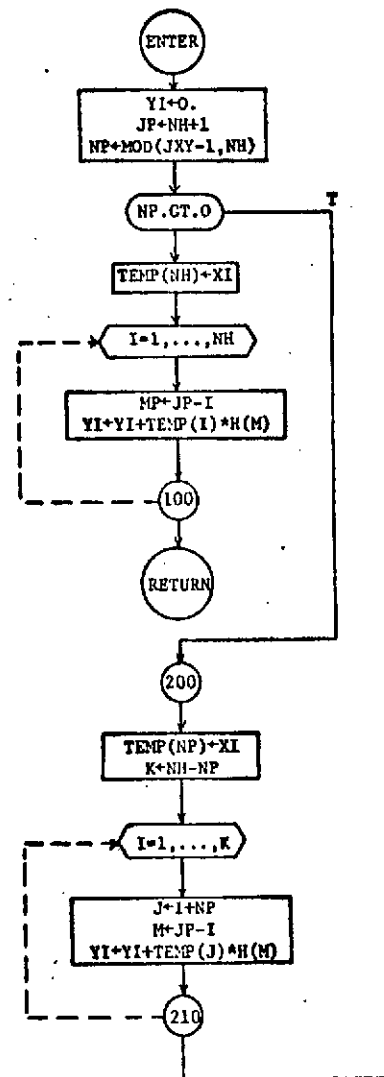 ENTER
YI←0.
JP←NH+1
NP←MOD(JXY-1,NH)
NP.GT.0
T
TEMP(NH)←XI
I=1,...,NH
MP←JP-I
YI←YI+TEMP(I)*H(M)
100
RETURN
200
TEMP(NP)←XI
K←NH-NP
I=1,...,K
J←I+NP
M←JP-I
YI←YI+TEMP(J)*H(M)
210